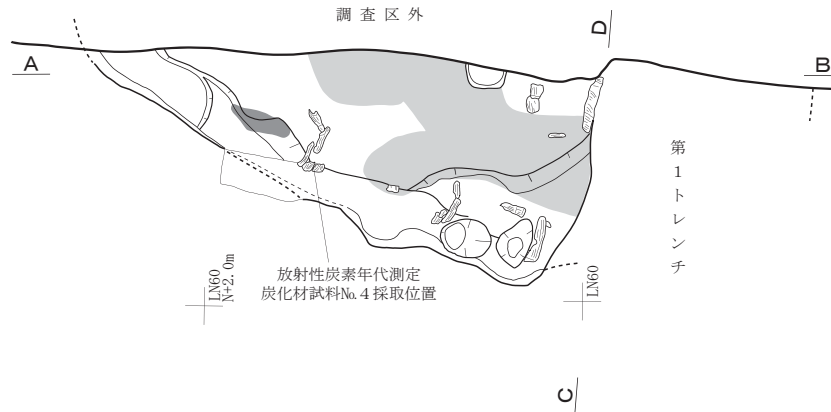 調査区外
D
A
B
第1トレンチ
放射性炭素年代測定
炭化材試料№4採取位置
LN60
N+2.0m
LN60
C